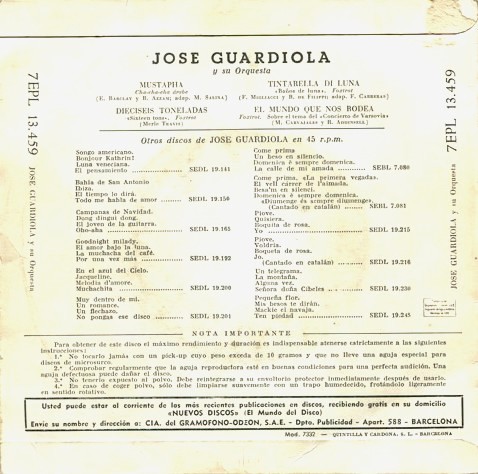 JOSE GUARDIOLA
y su Orquesta
MUSTAPHA
Cha-cha-cha árabe
(E. BARCLAY y R. AZZAM; adap. M. SALINA)
TINTARELLA DI LUNA
«Baños de luna». Foxtrot
(F. MIGLIACCI y B. DE FILIPPI; adap. F. CARRERAS)
DIECISEIS TONELADAS
«Sixteen tons». Foxtrot
(MERLE TRAVIS)
EL MUNDO QUE NOS RODEA
Foxtrot. Sobre el tema del «Concierto de Varsovia».
(M. CARVAJALES y R. ADDINSELL)
7EPL 13.459
JOSE GUARDIOLA y su Orquesta
7EPL 13.459
JOSE GUARDIOLA y su Orquesta
Otros discos de JOSE GUARDIOLA en 45 r.p.m.
Songo americano.
Bonjour Kathrin!
Luna veneciana.
El pensamiento SEDL 19.141
Bahía de San Antonio
Ibiza.
El tiempo lo dirá.
Todo me habla de amor SEDL 19.150
Campanas de Navidad.
Dang dingui dong.
El joven de la guitarra.
Oho-aha SEDL 19.165
Goodnight milady.
El amor bajo la luna.
La muchacha del café.
Por una vez mas SEDL 19.192
En el azul del Cielo.
Jacqueline.
Melodía d'amore.
Muchachita SEDL 19.200
Muy dentro de mí.
Un romance.
Un flechazo.
No pongas ese disco SEDL 19.201
Come prima
Un beso en silencio.
Domenica è sempre domenica.
La calle de mi amada SEBL 7.080
Come prima, «La primera vegada».
El vell carrer de l'aimada.
Besa'm en silenci.
Domenica è sempre domenica.
«Diumenge és sempre diumenge».
(Cantado en catalán) SEBL 7.081
Piove.
Quisiera.
Boquita de rosa,
Yo SEDL 19.215
Piove.
Voldria.
Boqueta de rosa.
Jo.
(Cantado en catalán) SEDL 19.216
Un telegrama.
La montaña.
Alguna vez.
Señora doña Cibeles SEDL 19.230
Pequeña flor.
Mis besos te dirán.
Mackie el navaja.
Ten piedad SEDL 19.245
NOTA IMPORTANTE
Para obtener de este disco el máximo rendimiento y duración es indispensable atenerse estrictamente a las siguientes
instrucciones:
1.ª No tocarlo jamás con un pick-up cuyo peso exceda de 10 gramos y que no lleve una aguja especial para
discos de microsurco.
2.ª Comprobar regularmente que la aguja reproductora esté en buenas condiciones para una perfecta audición. Una
aguja defectuosa puede dañar el disco.
3.ª No tenerlo expuesto al polvo. Debe reintegrarse a su envoltorio protector inmediatamente después de usarlo.
4.ª En caso de coger polvo, sólo debe limpiarse suavemente con un trapo humedecido, frotándolo ligeramente
en sentido rotativo.
Usted puede estar al corriente de las más recientes publicaciones en discos, recibiendo gratis en su domicilio
«NUEVOS DISCOS» (El Mundo del Disco)
Envíe su nombre y dirección a: CIA. del GRAMOFONO-ODEON, S.A.E. - Dpto. Publicidad - Apart. 588 - BARCELONA
Mod. 7332 — QUINTILLA Y CARDONA, S. L. - BARCELONA